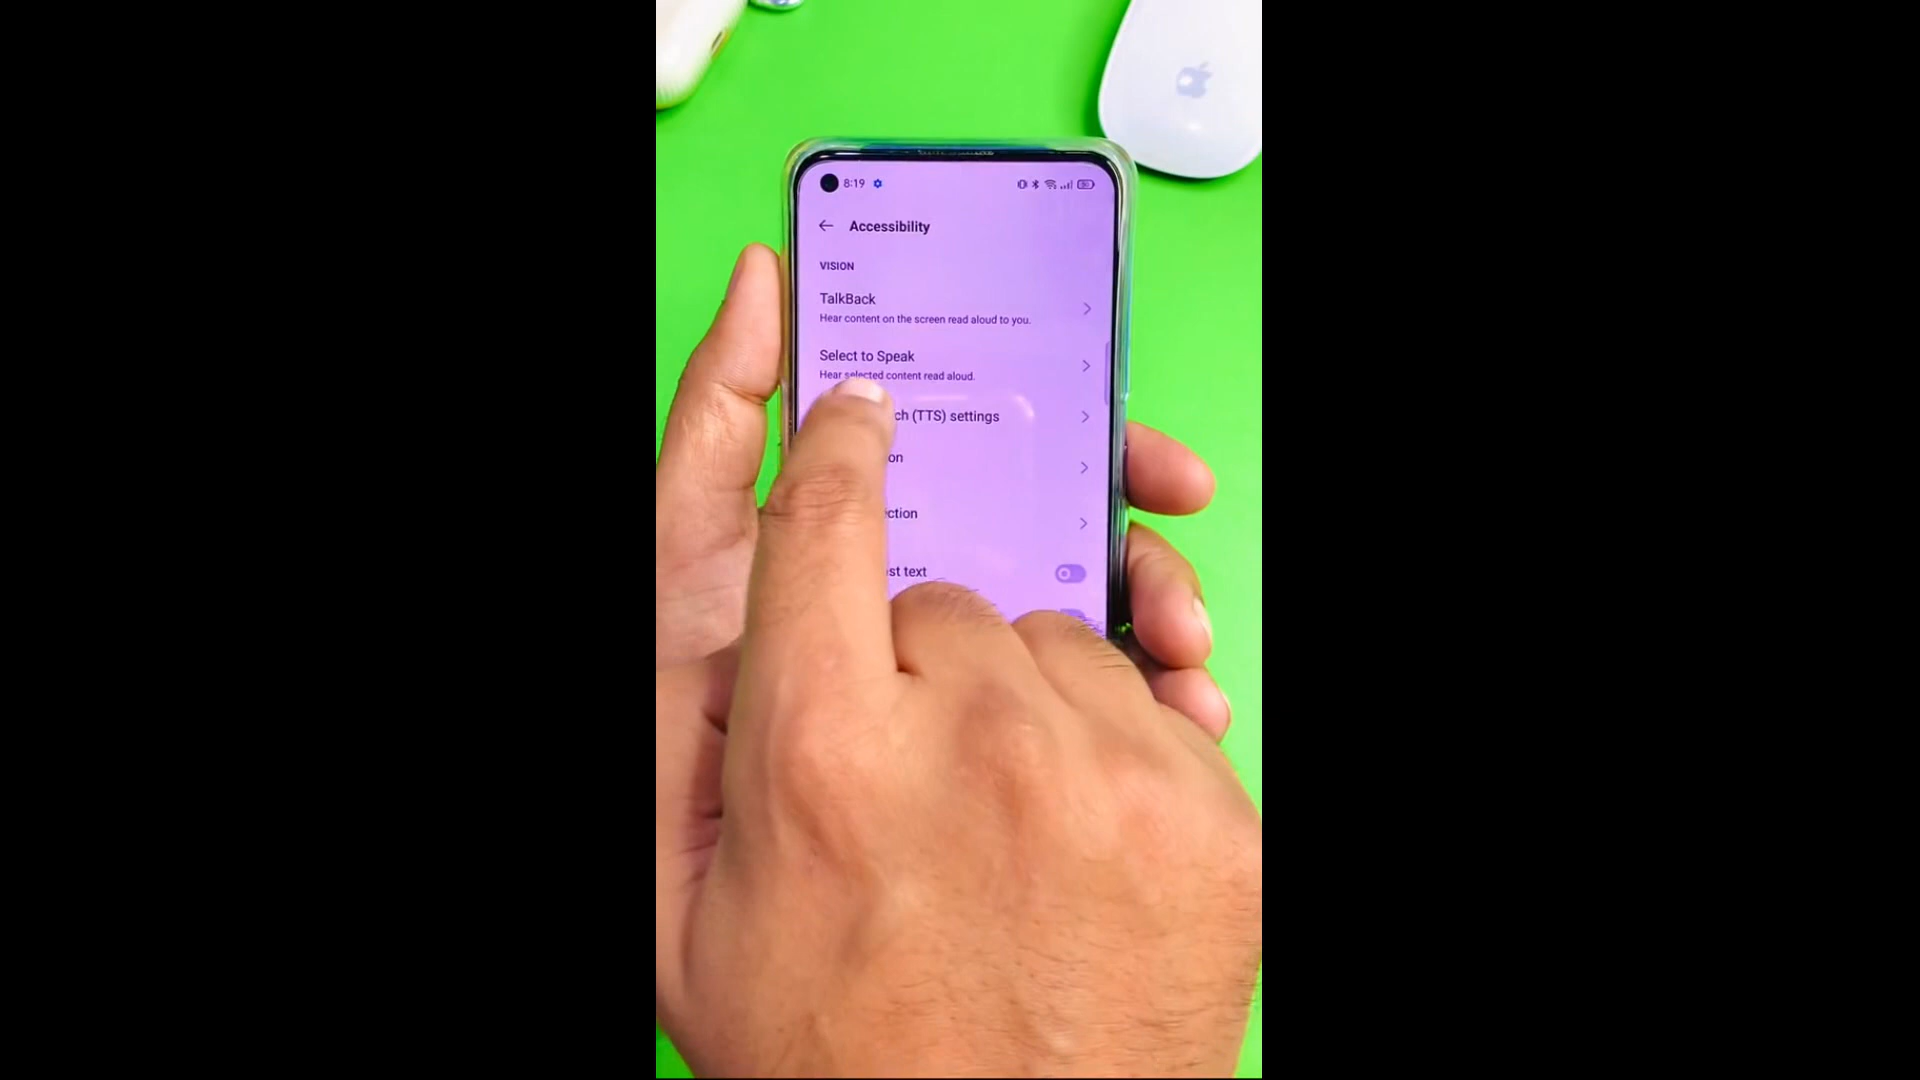 8:19
Accessibility
VISION
TalkBack
Hear content on the screen read aloud to you.
Select to Speak
Hear selected content read aloud.
ch (TTS) settings
on
ction
st text